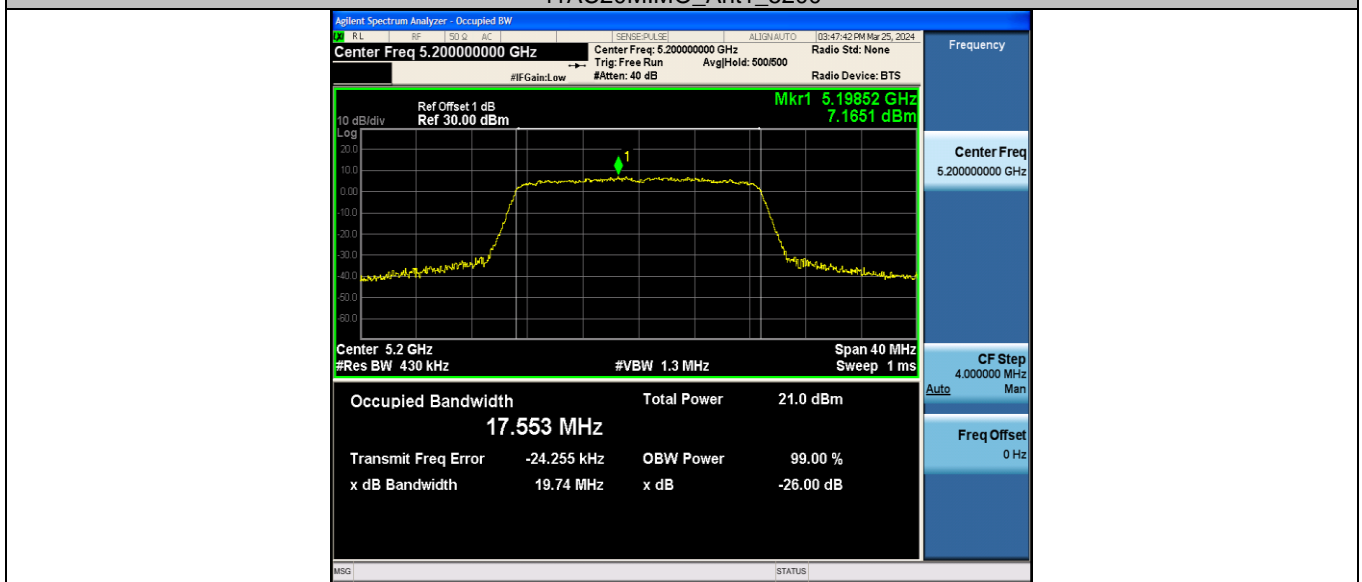 11AC20MIMO_Ant1_5200
Agilent Spectrum Analyzer - Occupied BW
RL RF 50 Ω AC SENSE:PULSE ALIGNAUTO 03:47:42 PM Mar 25, 2024
Center Freq 5.200000000 GHz
Center Freq: 5.200000000 GHz
Radio Std: None
Trig: Free Run Avg|Hold: 500/500
#IFGain:Low #Atten: 40 dB Radio Device: BTS
Frequency
Mkr1 5.19852 GHz
7.1651 dBm
Ref Offset 1 dB
10 dB/div Ref 30.00 dBm
Log
20.0
10.0
0.00
-10.0
-20.0
-30.0
-40.0
-50.0
-60.0
1
Center 5.2 GHz Span 40 MHz
#Res BW 430 kHz #VBW 1.3 MHz Sweep 1 ms
Occupied Bandwidth Total Power 21.0 dBm
17.553 MHz
Transmit Freq Error -24.255 kHz OBW Power 99.00 %
x dB Bandwidth 19.74 MHz x dB -26.00 dB
Center Freq
5.200000000 GHz
CF Step
4.000000 MHz
Auto Man
Freq Offset
0 Hz
MSG STATUS